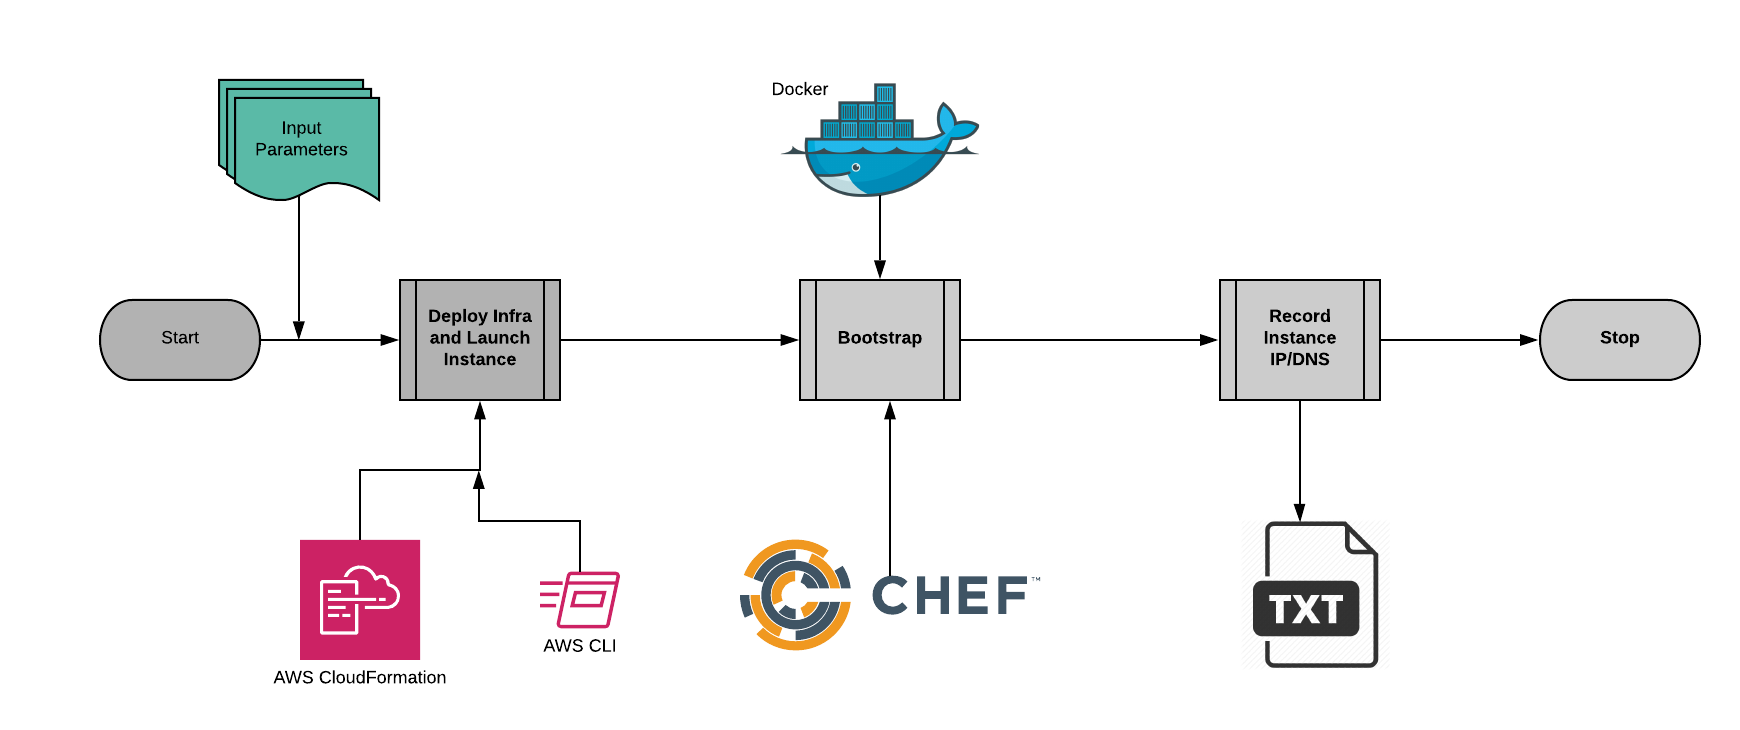 Input
Parameters
Docker
Start
Deploy Infra
and Launch
Instance
Bootstrap
Record
Instance
IP/DNS
Stop
AWS CloudFormation
AWS CLI
CHEF™
TXT